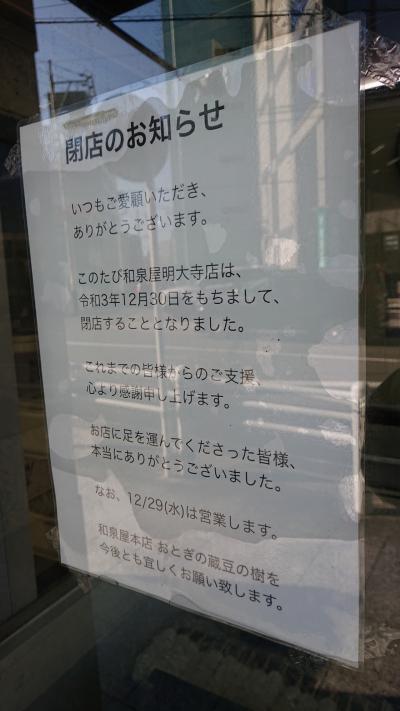 閉店のお知らせ
いつもご愛顧いただき、
ありがとうございます。
このたび和泉屋明大寺店は、
令和3年12月30日をもちまして、
閉店することとなりました。
これまでの皆様からのご支援、
心より感謝申し上げます。
お店に足を運んでくださった皆様、
本当にありがとうございました。
なお、12/29(水)は営業します。
和泉屋本店 おとぎの蔵豆の樹を
今後とも宜しくお願い致します。